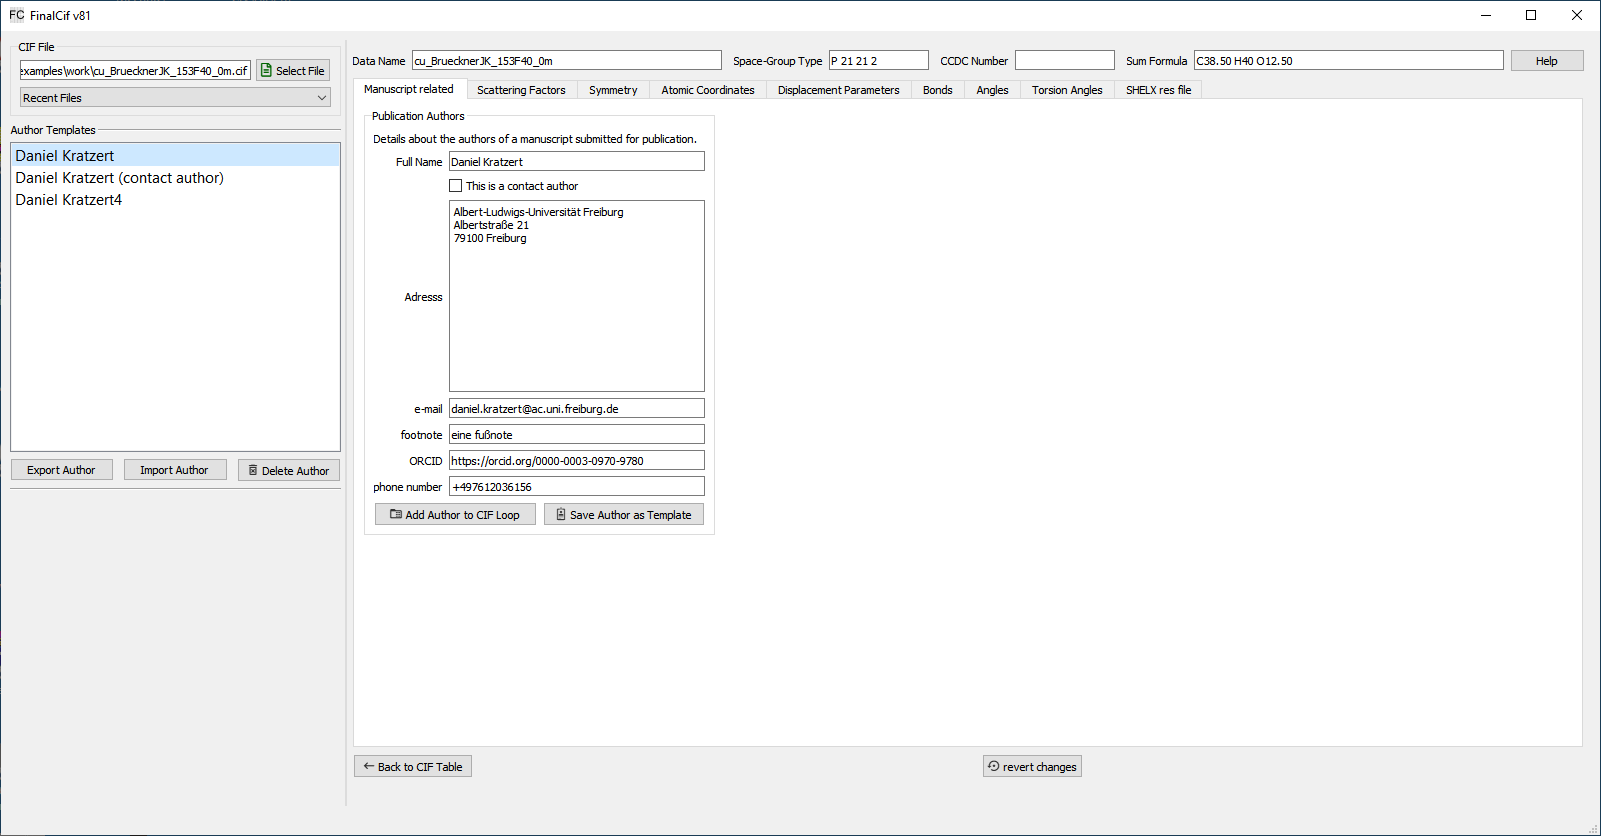 FC FinalCif v81
CIF File
examples\work\cu_BruecknerJK_153F40_0m.cif
Select File
Recent Files
Author Templates
Daniel Kratzert
Daniel Kratzert (contact author)
Daniel Kratzert4
Export Author
Import Author
Delete Author
Data Name cu_BruecknerJK_153F40_0m
Space-Group Type P 21 21 2
CCDC Number
Sum Formula C38.50 H40 O12.50
Help
Manuscript related
Scattering Factors
Symmetry
Atomic Coordinates
Displacement Parameters
Bonds
Angles
Torsion Angles
SHELX res file
Publication Authors
Details about the authors of a manuscript submitted for publication.
Full Name Daniel Kratzert
This is a contact author
Albert-Ludwigs-Universität Freiburg
Albertstraße 21
79100 Freiburg
Adresss
e-mail daniel.kratzert@ac.uni.freiburg.de
footnote eine fußnote
ORCID https://orcid.org/0000-0003-0970-9780
phone number +497612036156
Add Author to CIF Loop
Save Author as Template
Back to CIF Table
revert changes